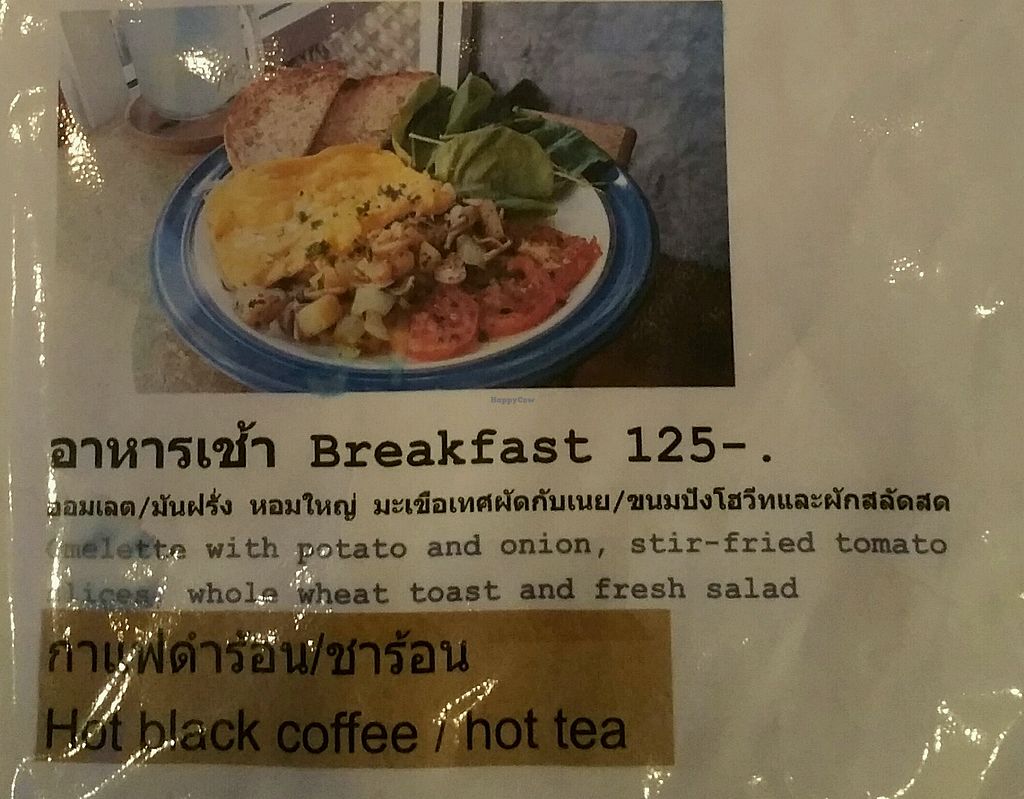 HappyCow
อาหารเช้า Breakfast 125-.
ออมเลต/มันฝรั่ง หอมใหญ่ มะเขือเทศผัดกับเนย/ขนมปังโฮวีทและผักสลัดสด
Omelette with potato and onion, stir-fried tomato
slices, whole wheat toast and fresh salad
กาแฟดำร้อน/ชาร้อน
Hot black coffee / hot tea